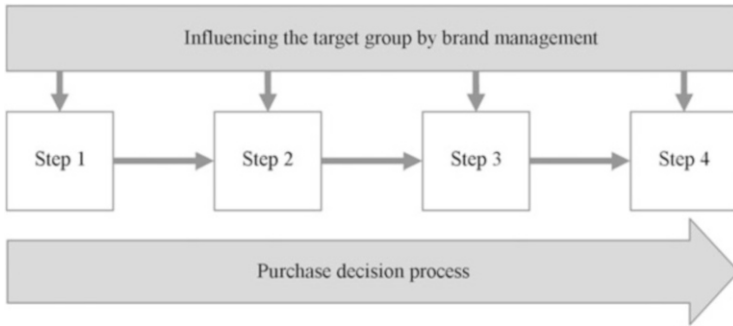 Influencing the target group by brand management
Step 1
Step 2
Step 3
Step 4
Purchase decision process